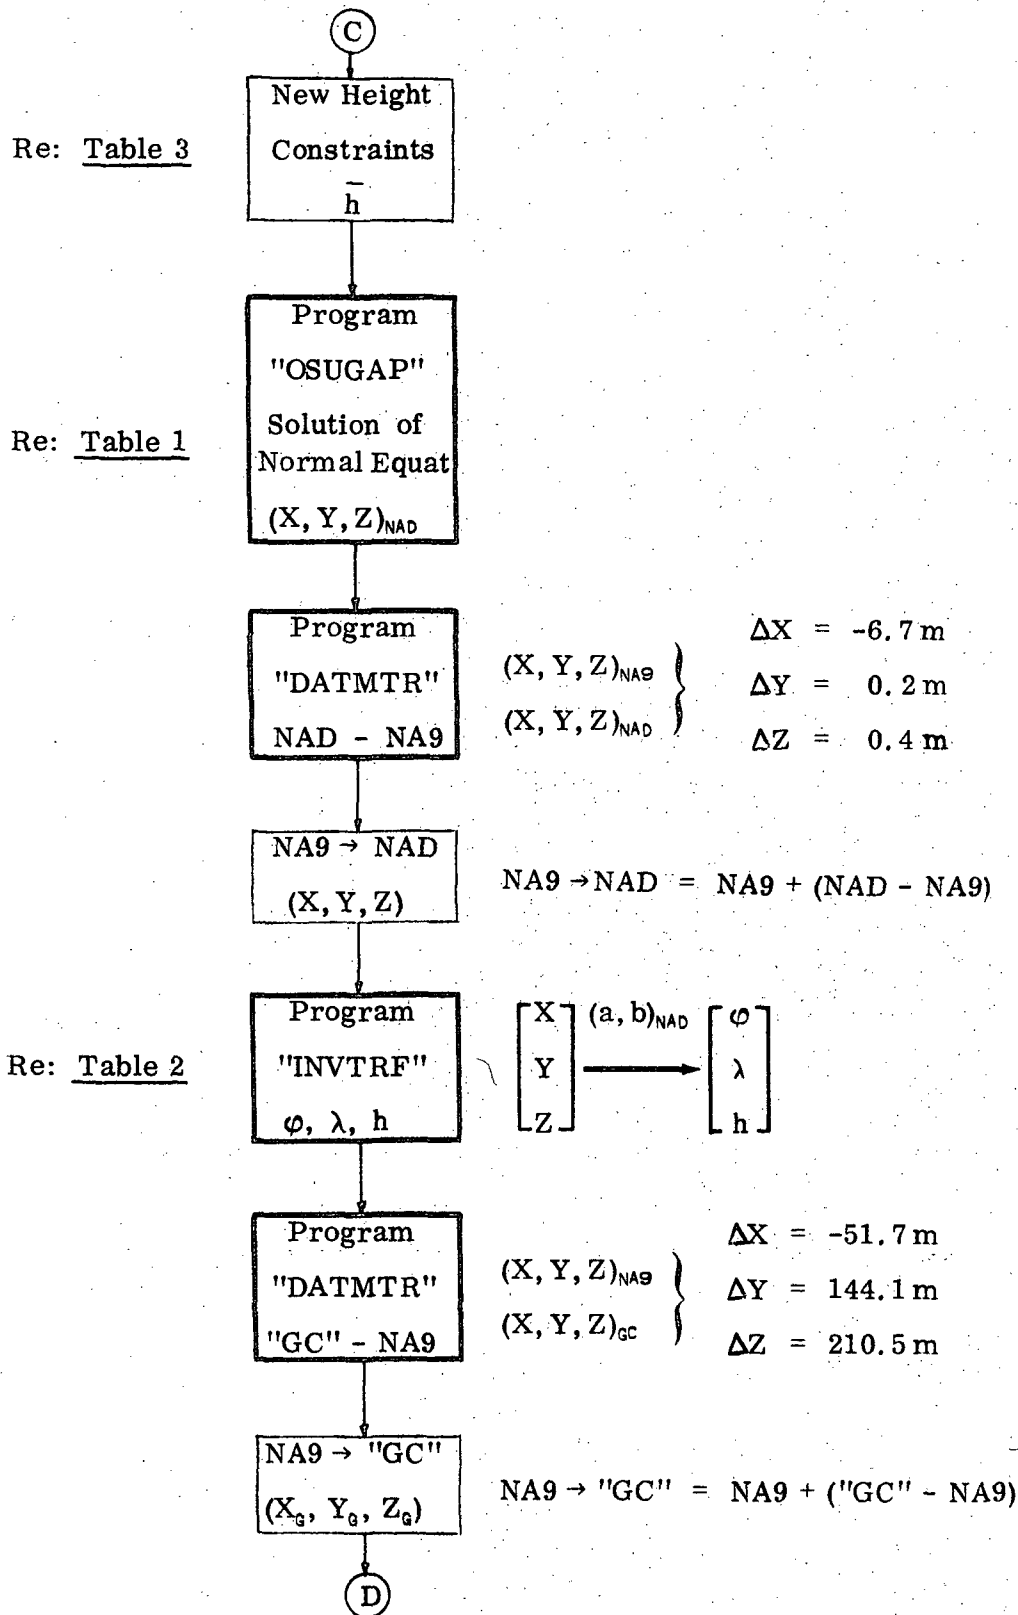 C
New Height
Constraints
h̄
Re: Table 3
Program
"OSUGAP"
Solution of
Normal Equat
(X, Y, Z)NAD
Re: Table 1
Program
"DATMTR"
NAD - NA9
(X, Y, Z)NA9
(X, Y, Z)NAD
ΔX = -6.7 m
ΔY = 0.2 m
ΔZ = 0.4 m
NA9 → NAD
(X, Y, Z)
NA9 → NAD = NA9 + (NAD - NA9)
Re: Table 2
Program
"INVTRF"
φ, λ, h
X
Y
Z
(a, b)NAD
φ
λ
h
Program
"DATMTR"
"GC" - NA9
(X, Y, Z)NA9
(X, Y, Z)GC
ΔX = -51.7 m
ΔY = 144.1 m
ΔZ = 210.5 m
NA9 → "GC"
(XG, YG, ZG)
NA9 → "GC" = NA9 + ("GC" - NA9)
D